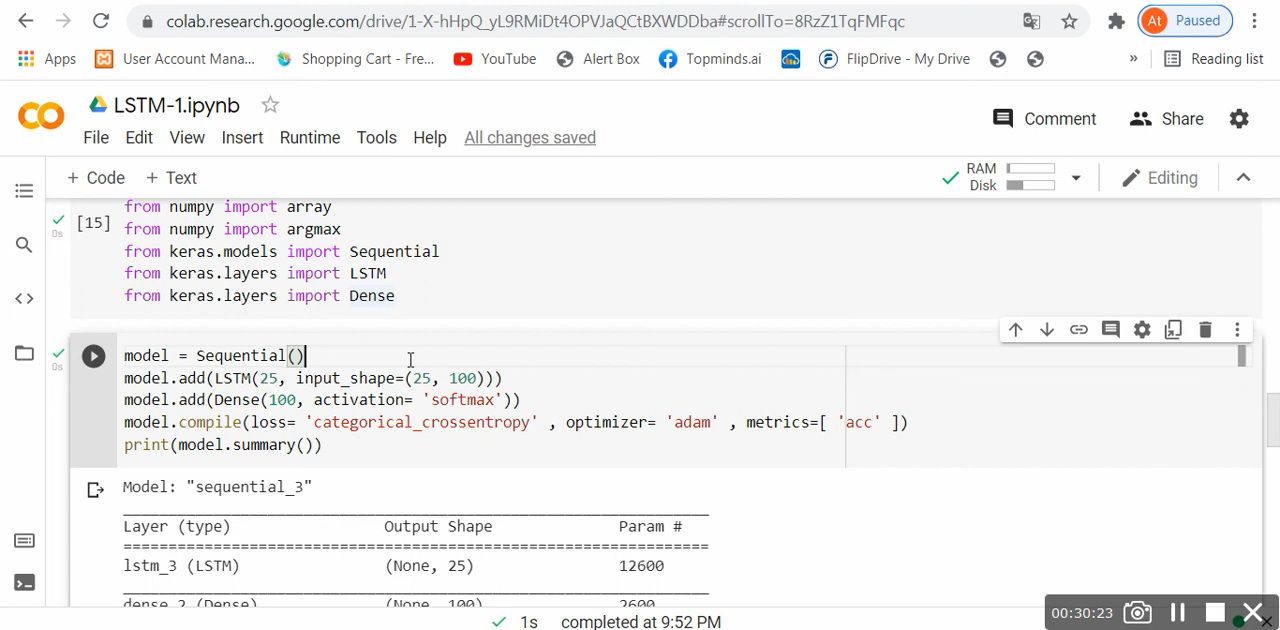 colab.research.google.com/drive/1-X-hHpQ_yL9RMiDt4OPVJaQCtBXWDDba#scrollTo=8RzZ1TqFMFqc
At Paused
Apps User Account Mana... Shopping Cart - Fre... YouTube Alert Box Topminds.ai FlipDrive - My Drive » Reading list
LSTM-1.ipynb
Comment Share
File Edit View Insert Runtime Tools Help All changes saved
+ Code + Text RAM Disk Editing
from numpy import array
[15] from numpy import argmax
0s
from keras.models import Sequential
from keras.layers import LSTM
from keras.layers import Dense
model = Sequential()
0s
model.add(LSTM(25, input_shape=(25, 100)))
model.add(Dense(100, activation= 'softmax'))
model.compile(loss= 'categorical_crossentropy' , optimizer= 'adam' , metrics=[ 'acc' ])
print(model.summary())
Model: "sequential_3"
Layer (type) Output Shape Param #
=================================================================
lstm_3 (LSTM) (None, 25) 12600
dense_2 (Dense) (None, 100) 2600
00:30:23
1s completed at 9:52 PM